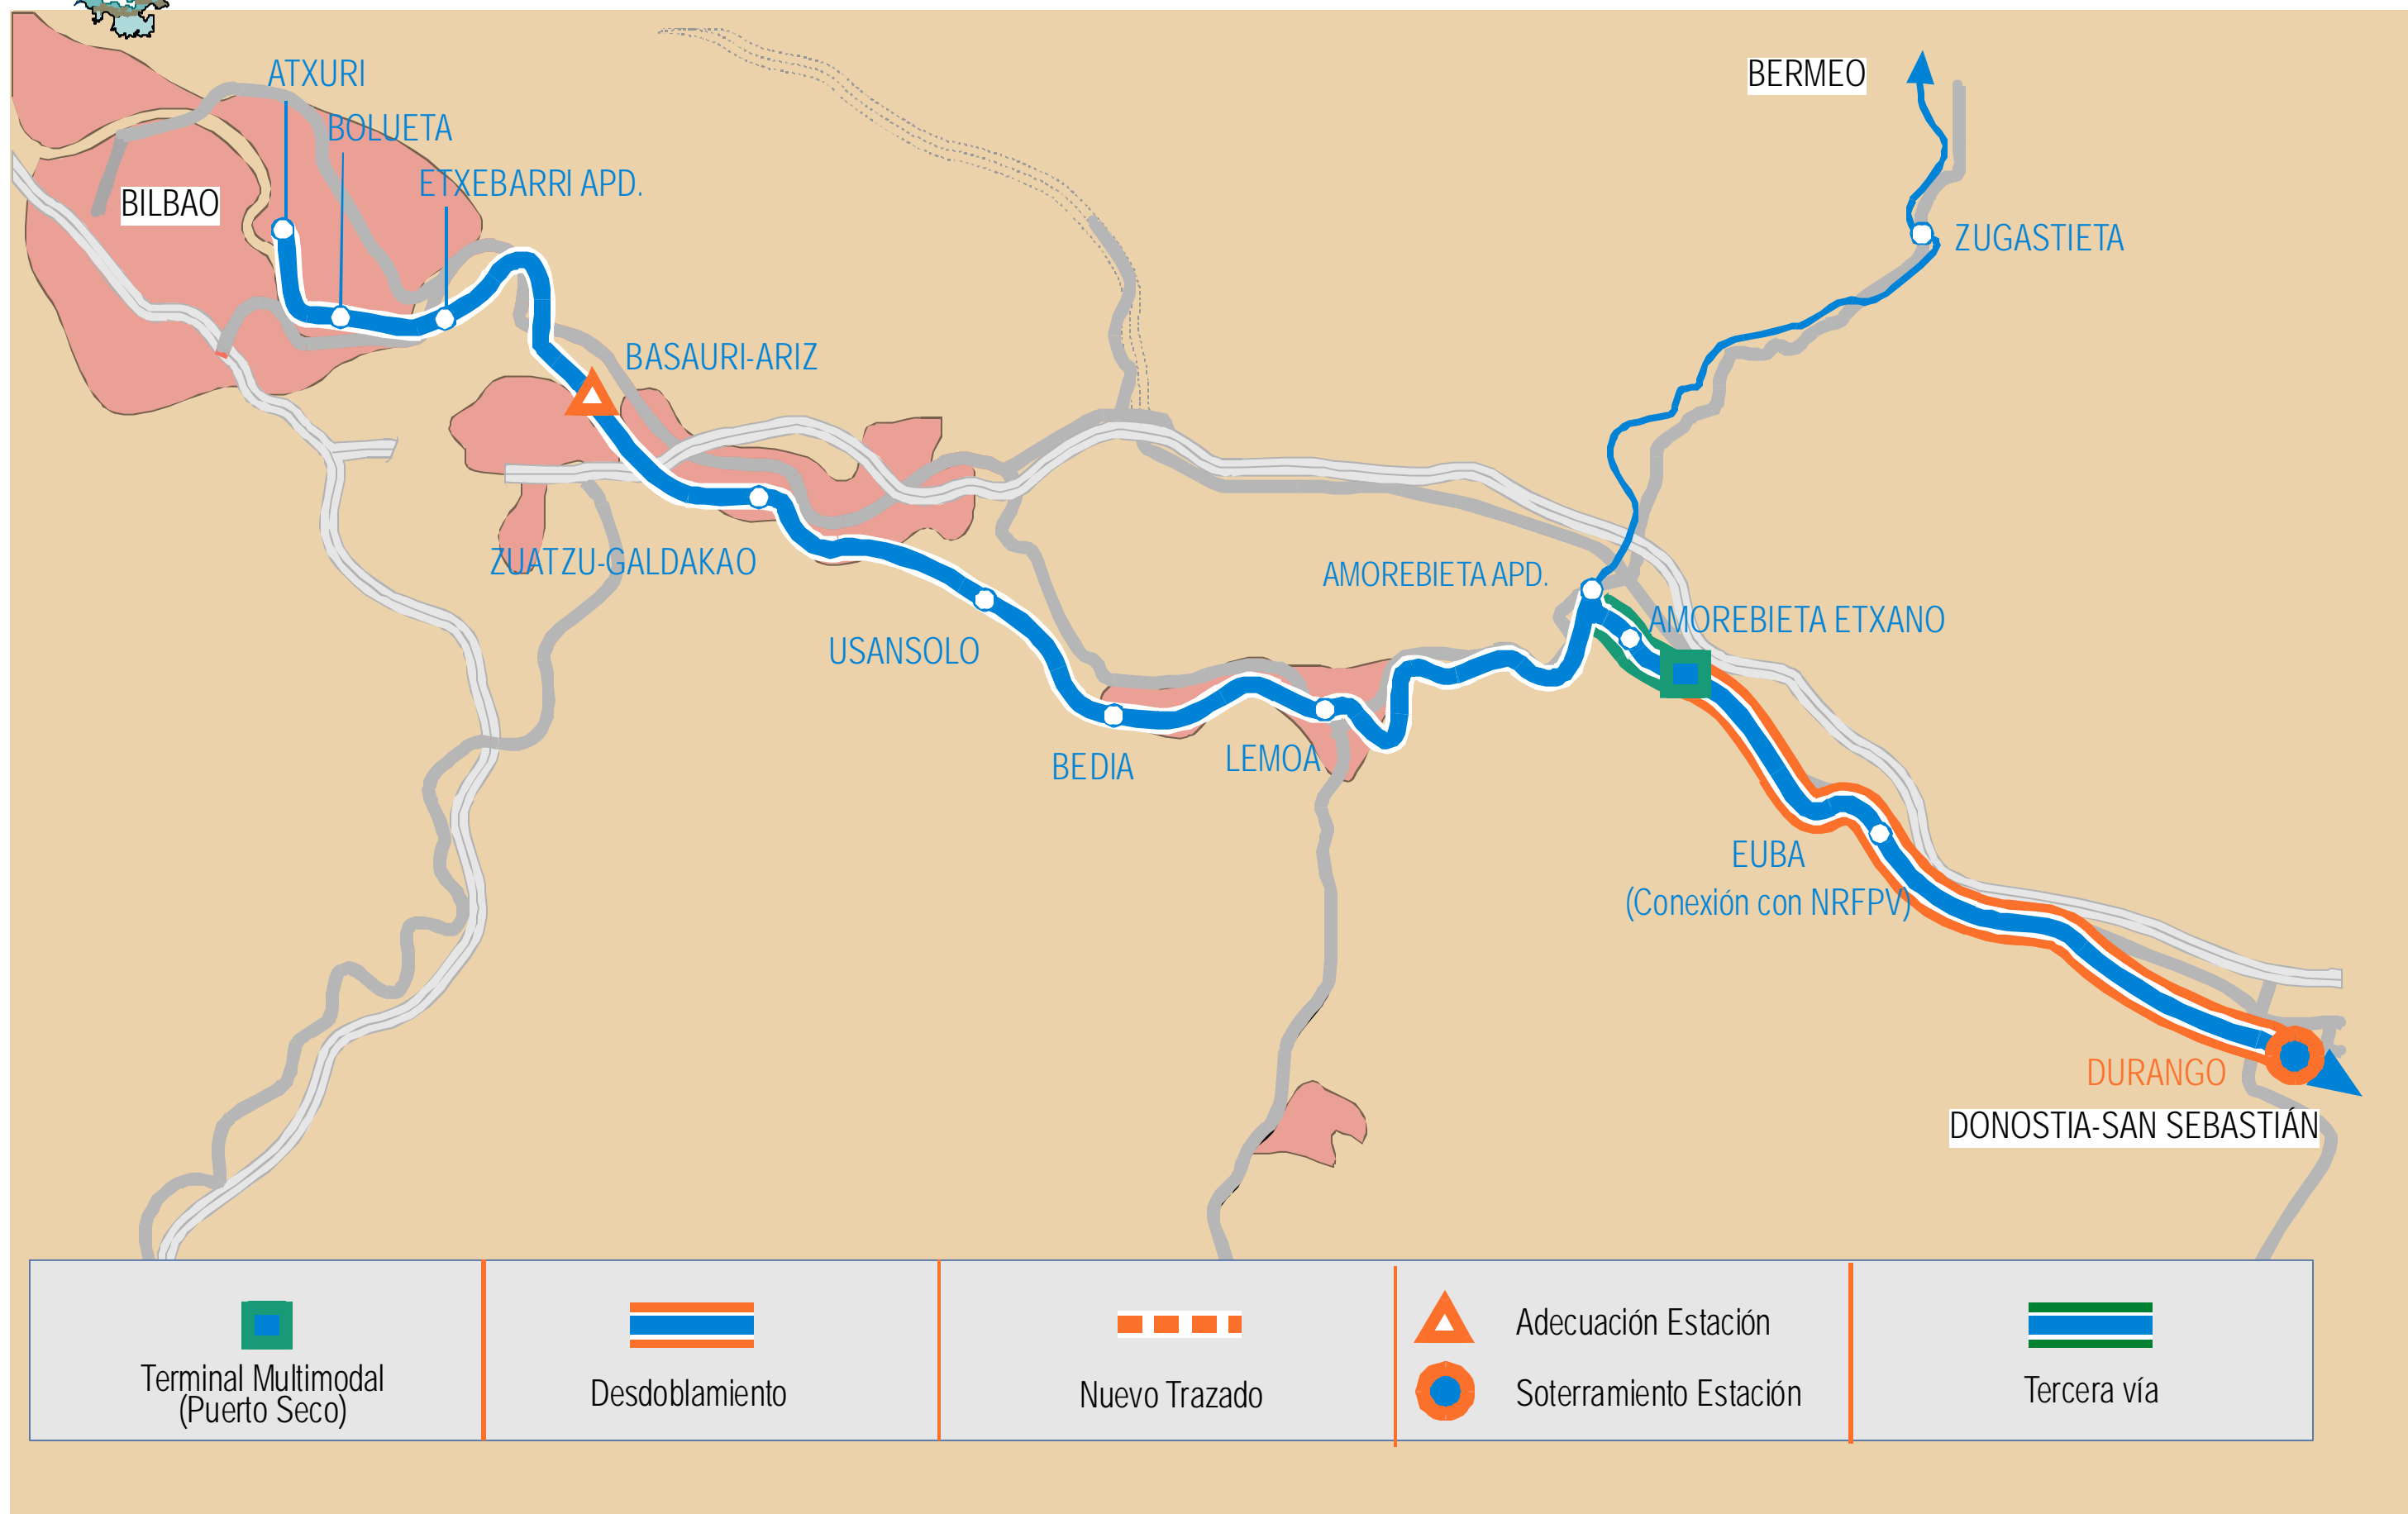 ATXURI
BERMEO
BOLUETA
ETXEBARRI APD.
BILBAO
ZUGASTIETA
BASAURI-ARIZ
ZUATZU-GALDAKAO
AMOREBIETA APD.
AMOREBIETA ETXANO
USANSOLO
LEMOA
BEDIA
EUBA
(Conexión con NRFPV)
DURANGO
DONOSTIA-SAN SEBASTIÁN
Terminal Multimodal
(Puerto Seco)
Desdoblamiento
Nuevo Trazado
Adecuación Estación
Soterramiento Estación
Tercera vía